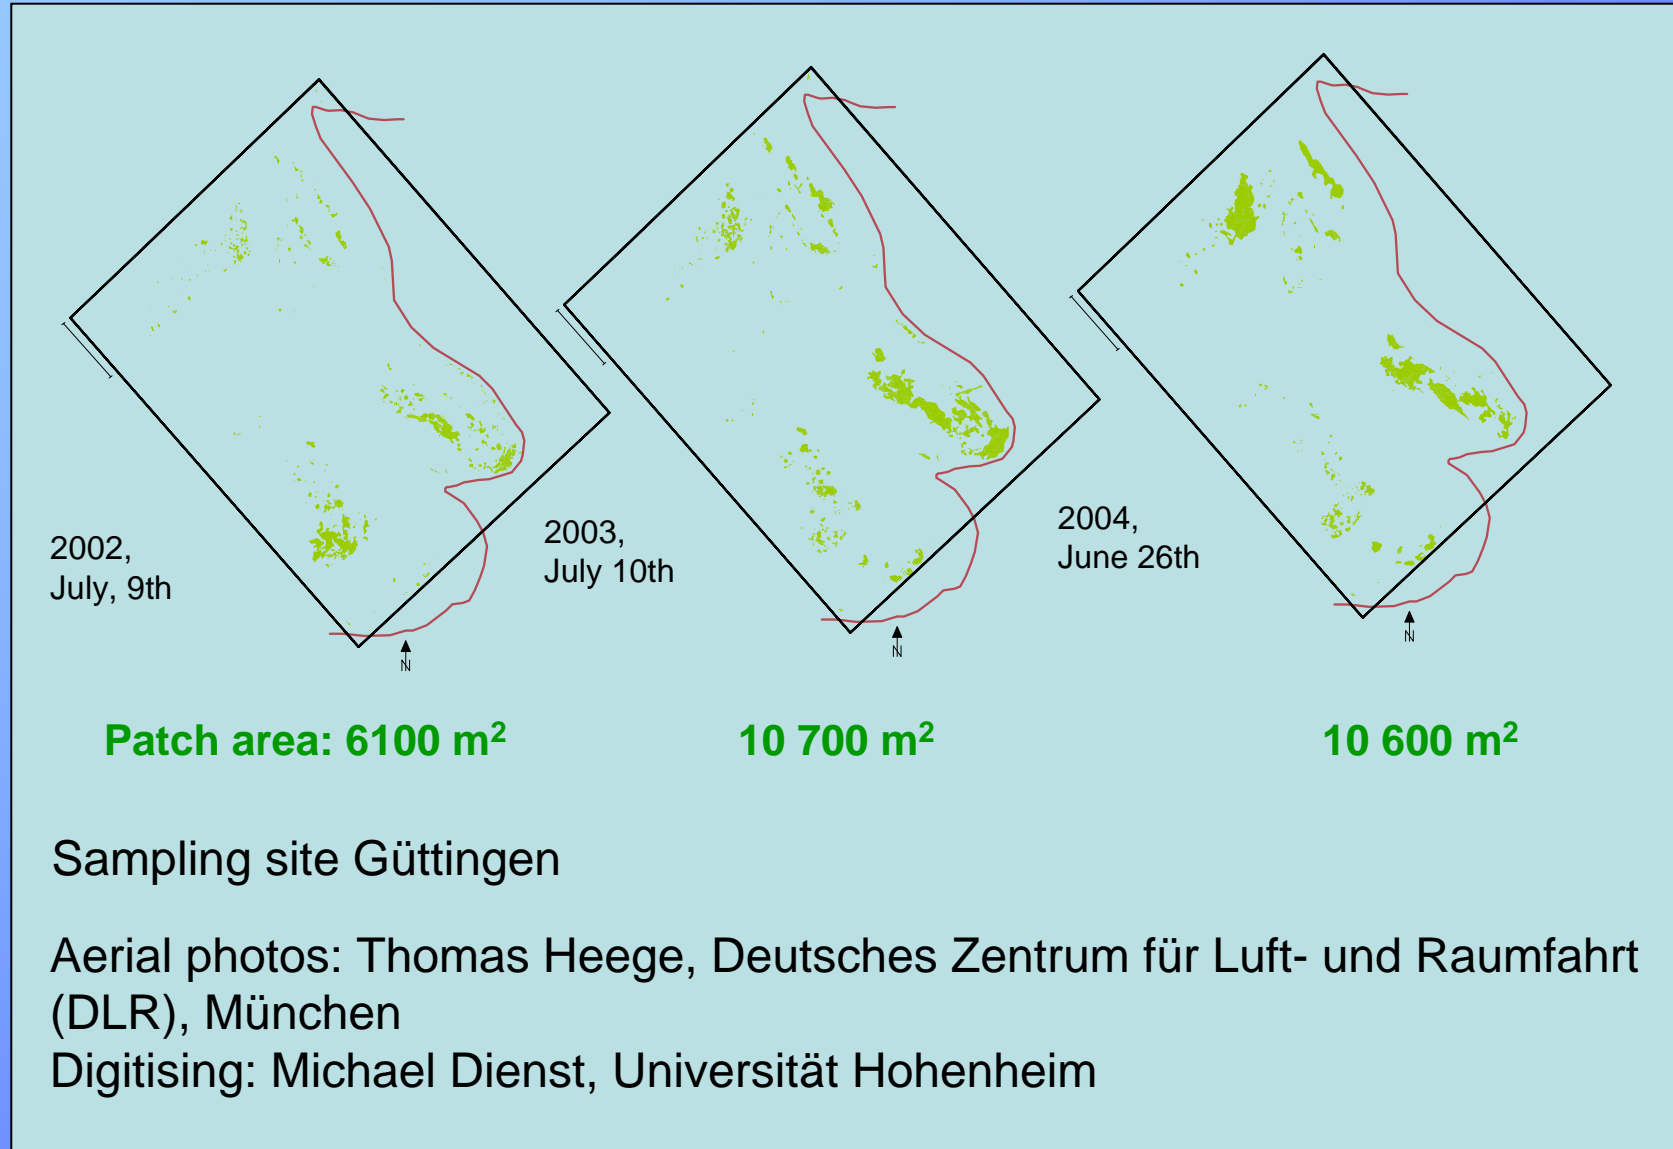 2002,
July, 9th
2003,
July 10th
2004,
June 26th
N
N
N
Patch area: 6100 m²
10 700 m²
10 600 m²
Sampling site Güttingen
Aerial photos: Thomas Heege, Deutsches Zentrum für Luft- und Raumfahrt
(DLR), München
Digitising: Michael Dienst, Universität Hohenheim